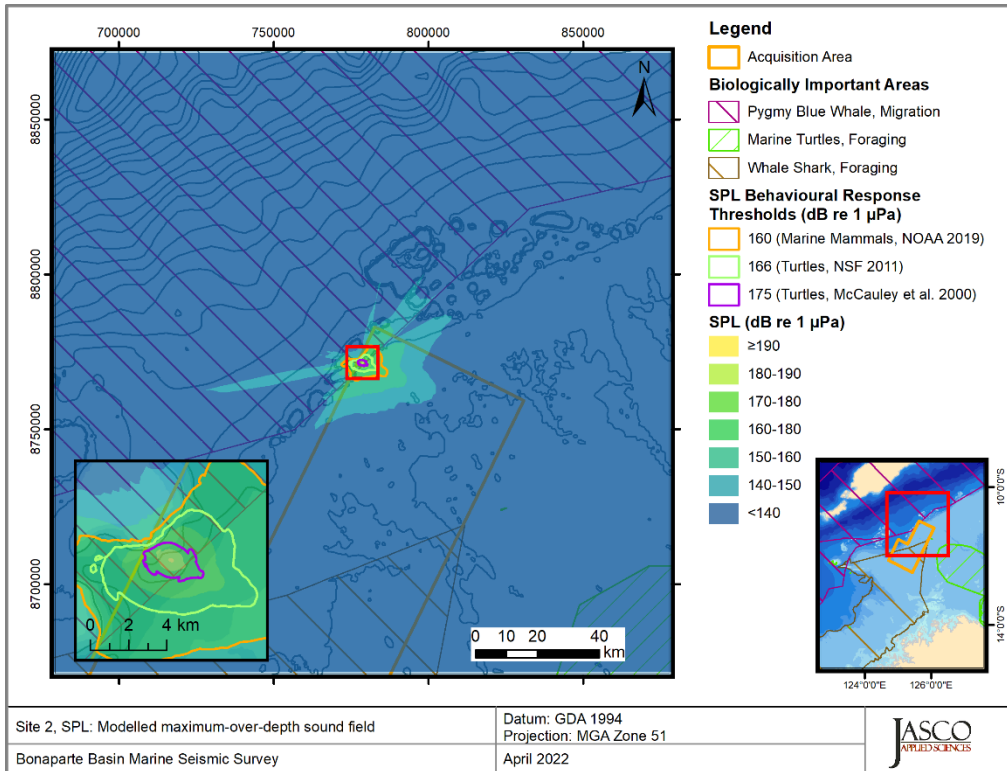 700000
750000
800000
850000
8850000
8800000
8750000
8700000
N
0 2 4 km
0 10 20 40
km
Legend
Acquisition Area
Biologically Important Areas
Pygmy Blue Whale, Migration
Marine Turtles, Foraging
Whale Shark, Foraging
SPL Behavioural Response
Thresholds (dB re 1 µPa)
160 (Marine Mammals, NOAA 2019)
166 (Turtles, NSF 2011)
175 (Turtles, McCauley et al. 2000)
SPL (dB re 1 µPa)
≥190
180-190
170-180
160-180
150-160
140-150
<140
10°0'0"S
14°0'0"S
124°0'0"E 126°0'0"E
Site 2, SPL: Modelled maximum-over-depth sound field
Datum: GDA 1994
Projection: MGA Zone 51
Bonaparte Basin Marine Seismic Survey
April 2022
JASCO
APPLIED SCIENCES